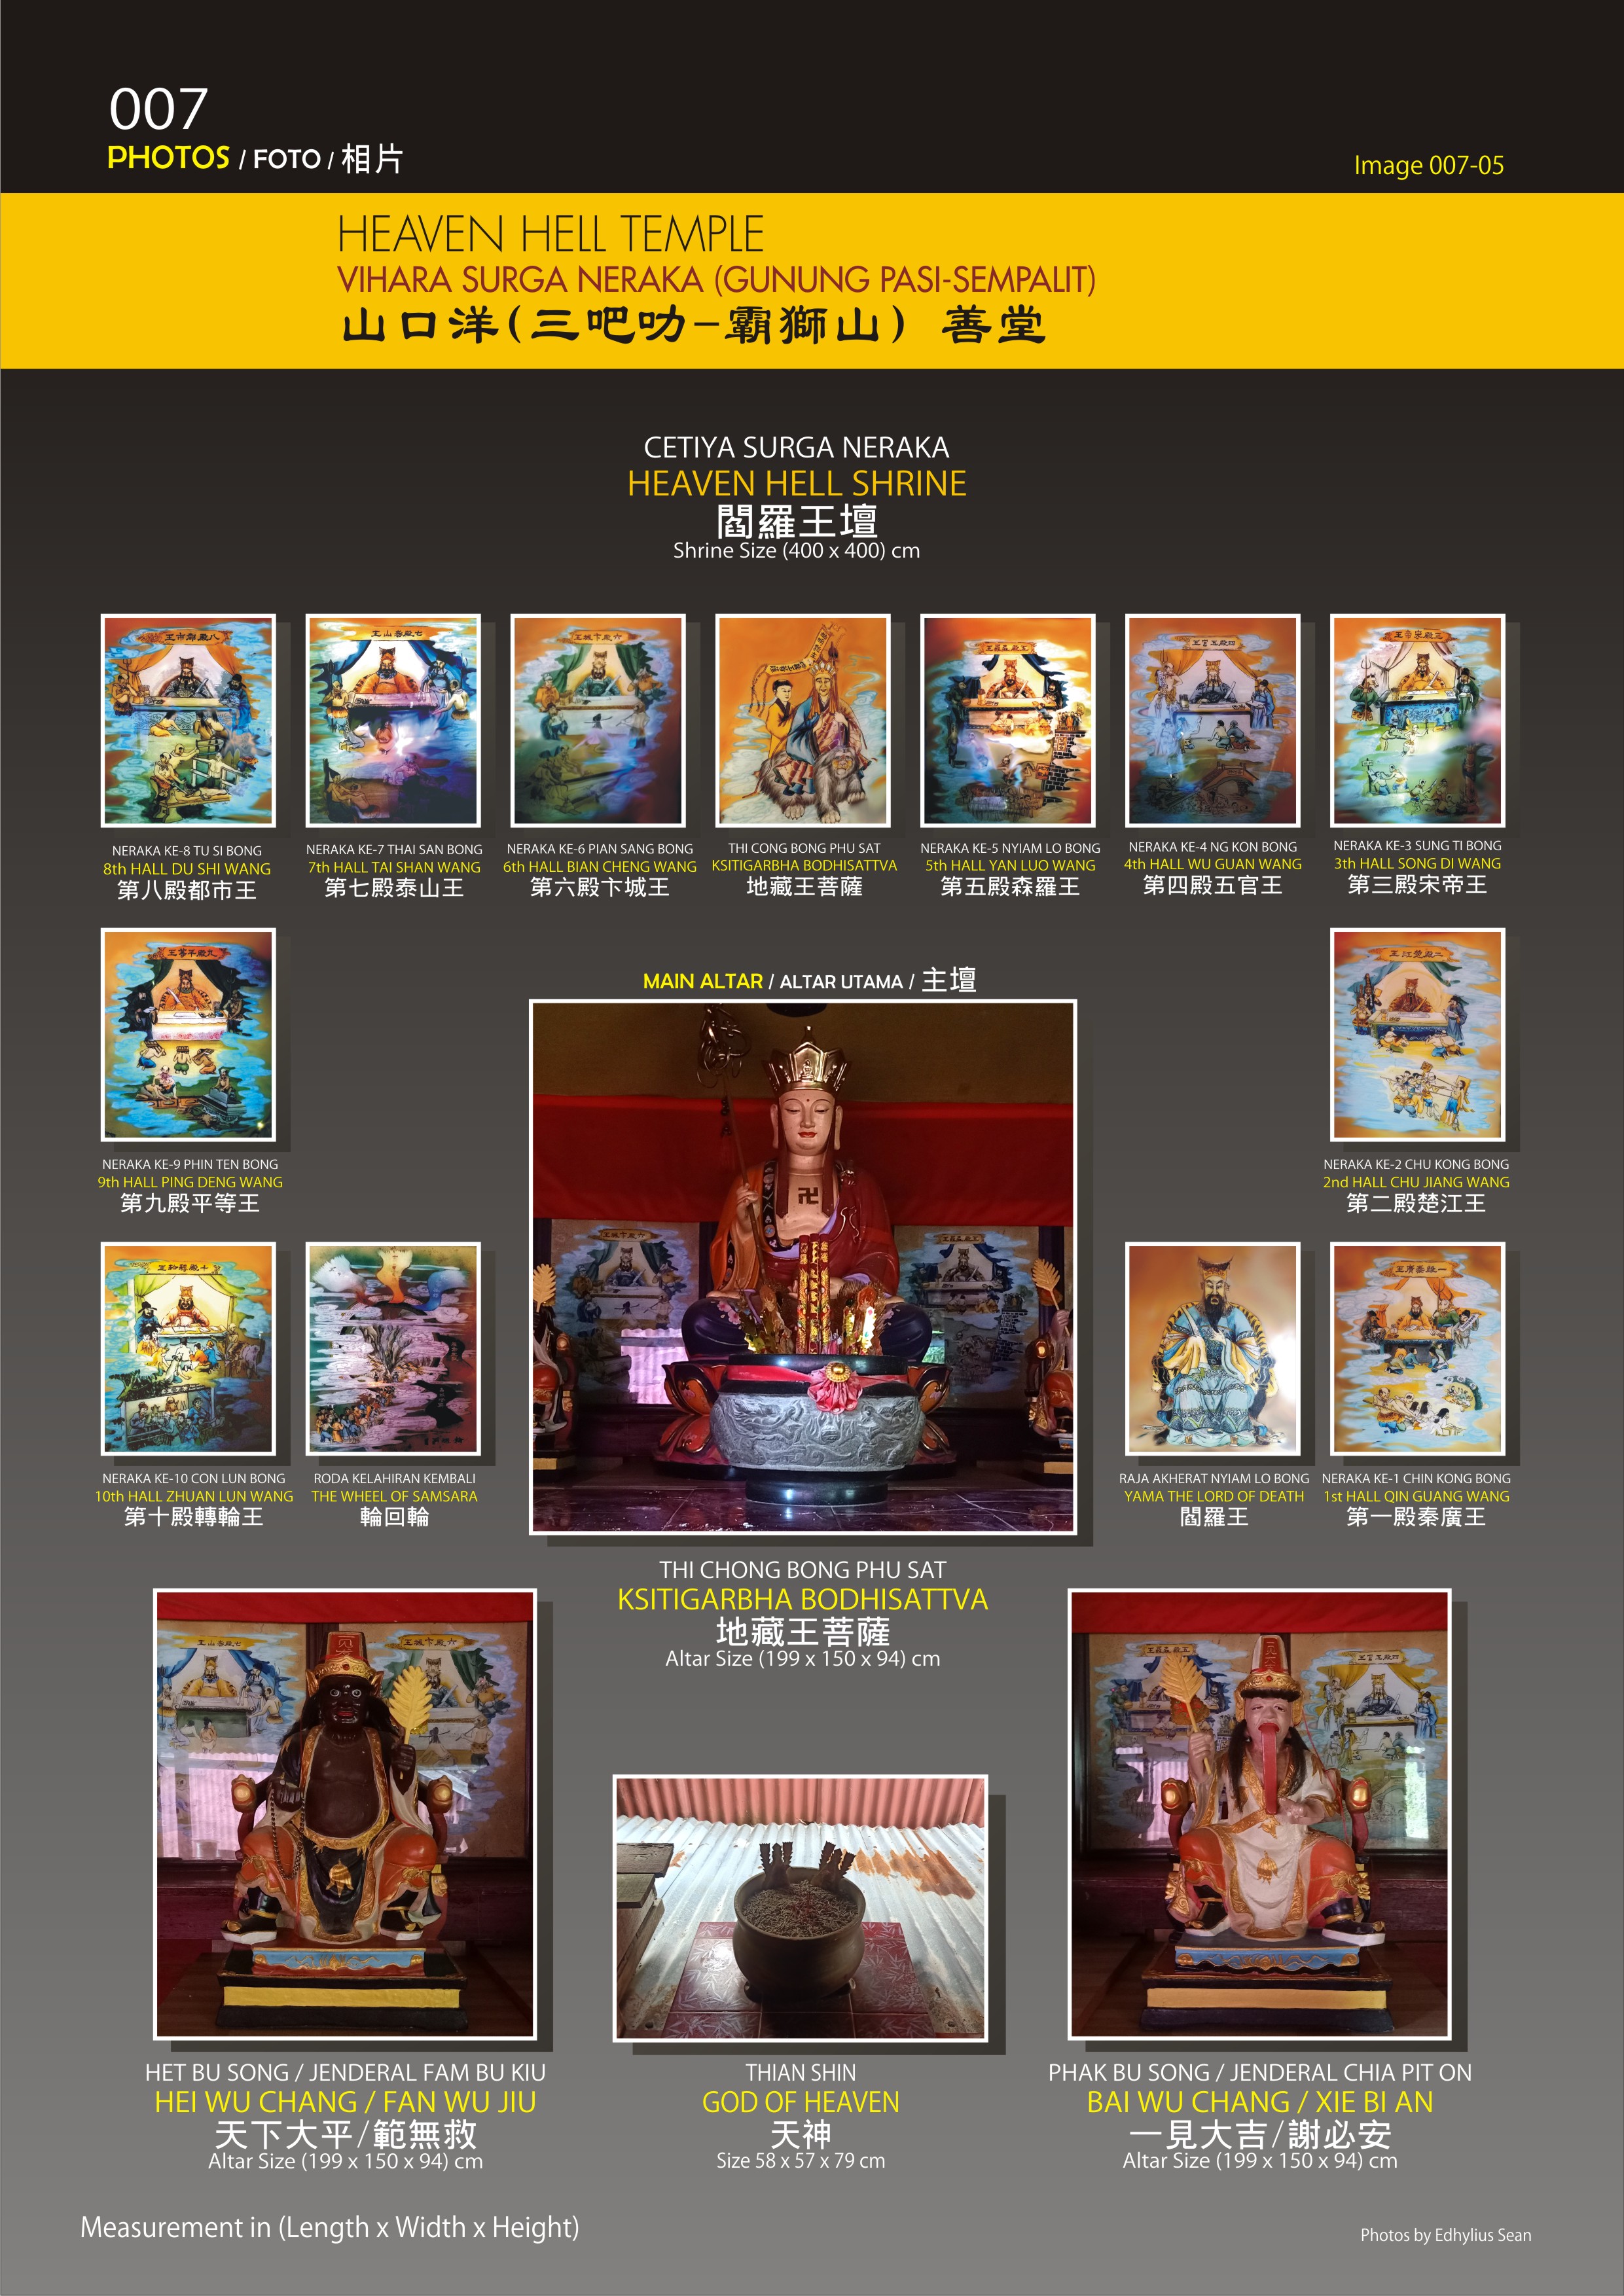 007
PHOTOS / FOTO / 相片
Image 007-05
HEAVEN HELL TEMPLE
VIHARA SURGA NERAKA (GUNUNG PASI-SEMPALIT)
山口洋(三吧叻-霸獅山) 善堂
CETIYA SURGA NERAKA
HEAVEN HELL SHRINE
閻羅王壇
Shrine Size (400 x 400) cm
NERAKA KE-8 TU SI BONG
8th HALL DU SHI WANG
第八殿都市王
NERAKA KE-7 THAI SAN BONG
7th HALL TAI SHAN WANG
第七殿泰山王
NERAKA KE-6 PIAN SANG BONG
6th HALL BIAN CHENG WANG
第六殿卞城王
THI CONG BONG PHU SAT
KSITIGARBHA BODHISATTVA
地藏王菩薩
NERAKA KE-5 NYIAM LO BONG
5th HALL YAN LUO WANG
第五殿森羅王
NERAKA KE-4 NG KON BONG
4th HALL WU GUAN WANG
第四殿五官王
NERAKA KE-3 SUNG TI BONG
3th HALL SONG DI WANG
第三殿宋帝王
NERAKA KE-9 PHIN TEN BONG
9th HALL PING DENG WANG
第九殿平等王
MAIN ALTAR / ALTAR UTAMA / 主壇
卍
NERAKA KE-2 CHU KONG BONG
2nd HALL CHU JIANG WANG
第二殿楚江王
NERAKA KE-10 CON LUN BONG
10th HALL ZHUAN LUN WANG
第十殿轉輪王
RODA KELAHIRAN KEMBALI
THE WHEEL OF SAMSARA
輪回輪
RAJA AKHERAT NYIAM LO BONG
YAMA THE LORD OF DEATH
閻羅王
NERAKA KE-1 CHIN KONG BONG
1st HALL QIN GUANG WANG
第一殿秦廣王
THI CHONG BONG PHU SAT
KSITIGARBHA BODHISATTVA
地藏王菩薩
Altar Size (199 x 150 x 94) cm
HET BU SONG / JENDERAL FAM BU KIU
HEI WU CHANG / FAN WU JIU
天下大平/範無救
Altar Size (199 x 150 x 94) cm
THIAN SHIN
GOD OF HEAVEN
天神
Size 58 x 57 x 79 cm
PHAK BU SONG / JENDERAL CHIA PIT ON
BAI WU CHANG / XIE BI AN
一見大吉/謝必安
Altar Size (199 x 150 x 94) cm
Measurement in (Length x Width x Height)
Photos by Edhylius Sean